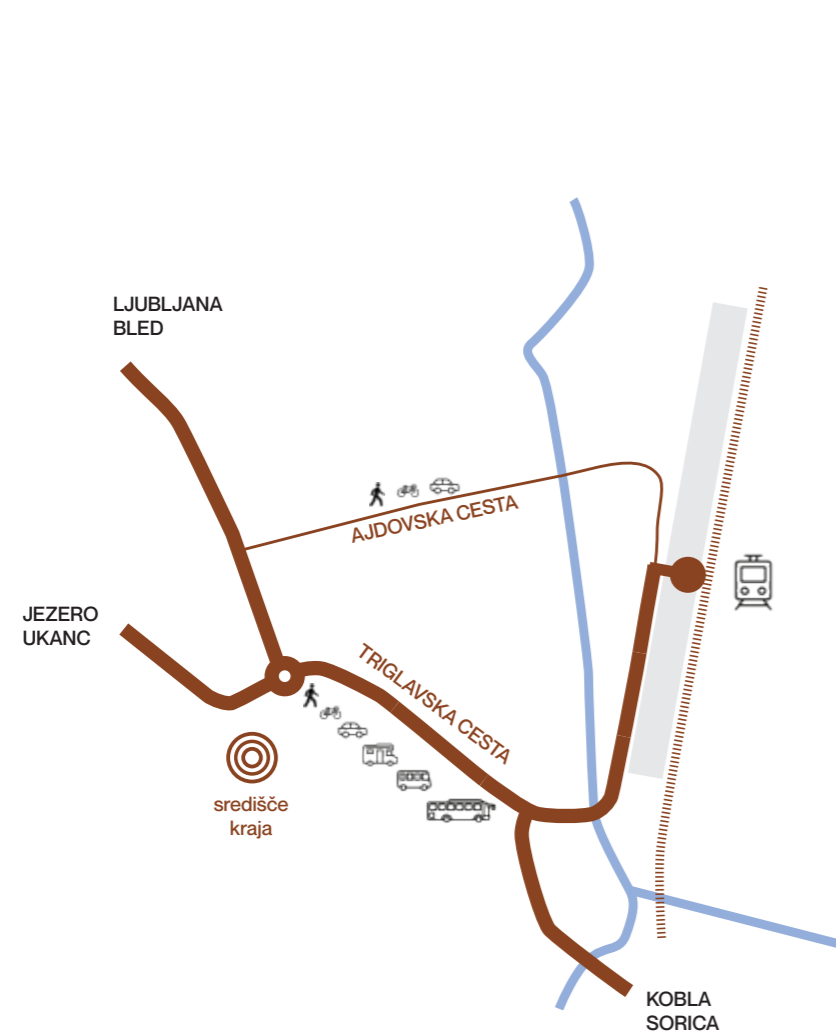 LJUBLJANA
BLED
AJDOVSKA CESTA
JEZERO
UKANC
TRIGLAVSKA CESTA
središče
kraja
KOBLA
SORICA